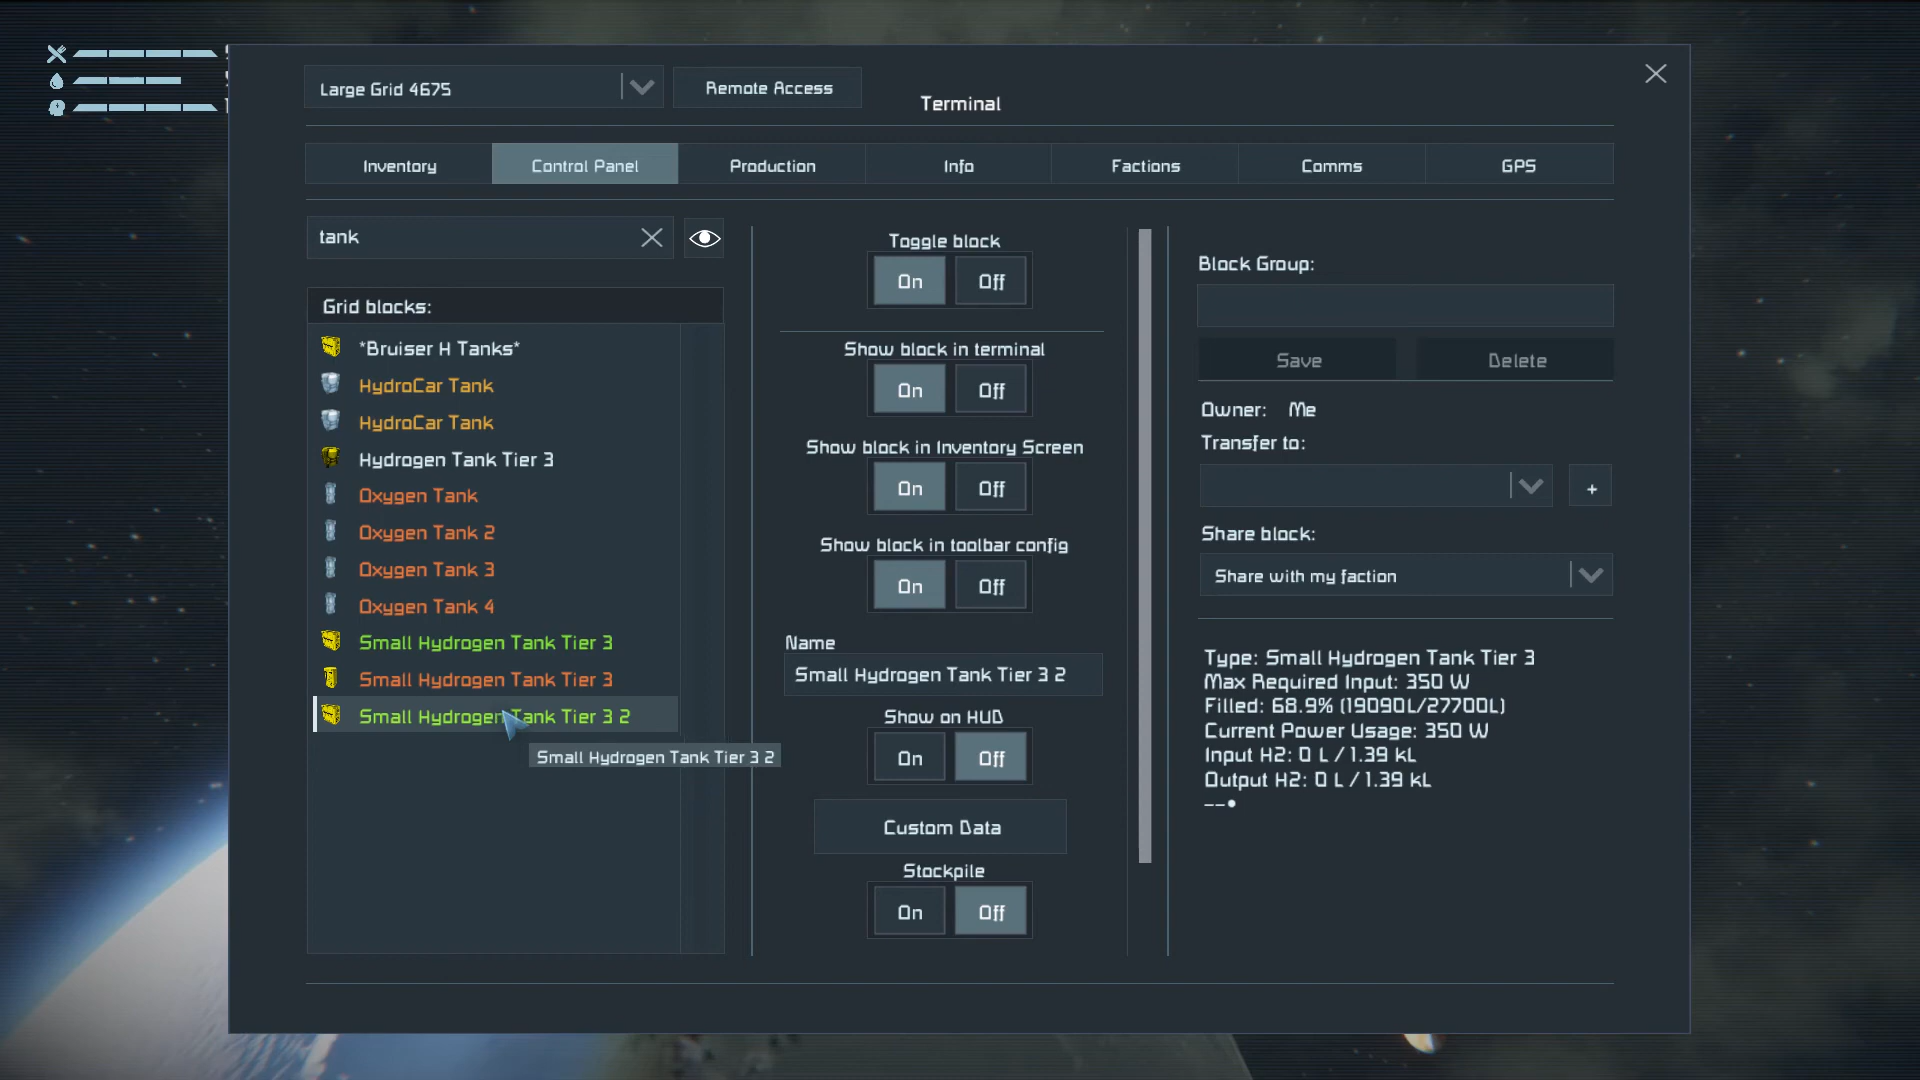 Large Grid 4675
Remote Access
Terminal
Inventory
Control Panel
Production
Info
Factions
Comms
GPS
tank
Grid blocks:
*Bruiser H Tanks*
HydroCar Tank
HydroCar Tank
Hydrogen Tank Tier 3
Oxygen Tank
Oxygen Tank 2
Oxygen Tank 3
Oxygen Tank 4
Small Hydrogen Tank Tier 3
Small Hydrogen Tank Tier 3
Small Hydrogen Tank Tier 3 2
Small Hydrogen Tank Tier 3 2
Toggle block
On Off
Show block in terminal
On Off
Show block in Inventory Screen
On Off
Show block in toolbar config
On Off
Name
Small Hydrogen Tank Tier 3 2
Show on HUD
On Off
Custom Data
Stockpile
On Off
Block Group:
Save Delete
Owner: Me
Transfer to:
+
Share block:
Share with my faction
Type: Small Hydrogen Tank Tier 3
Max Required Input: 350 W
Filled: 68.9% (19090L/27700L)
Current Power Usage: 350 W
Input H2: 0 L / 1.39 kL
Output H2: 0 L / 1.39 kL
--•